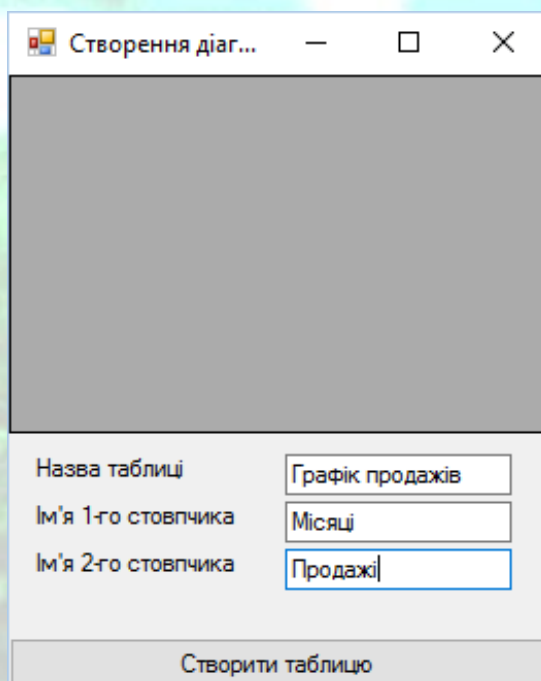 Створення діаг...
Назва таблиці Графік продажів
Ім'я 1-го стовпчика Місяці
Ім'я 2-го стовпчика Продажі
Створити таблицю